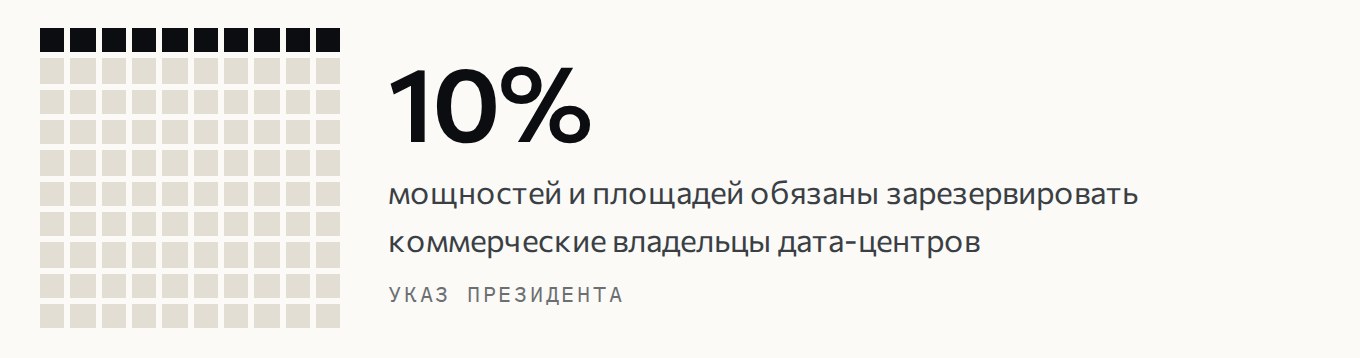 10%
мощностей и площадей обязаны зарезервировать
коммерческие владельцы дата-центров
УКАЗ ПРЕЗИДЕНТА